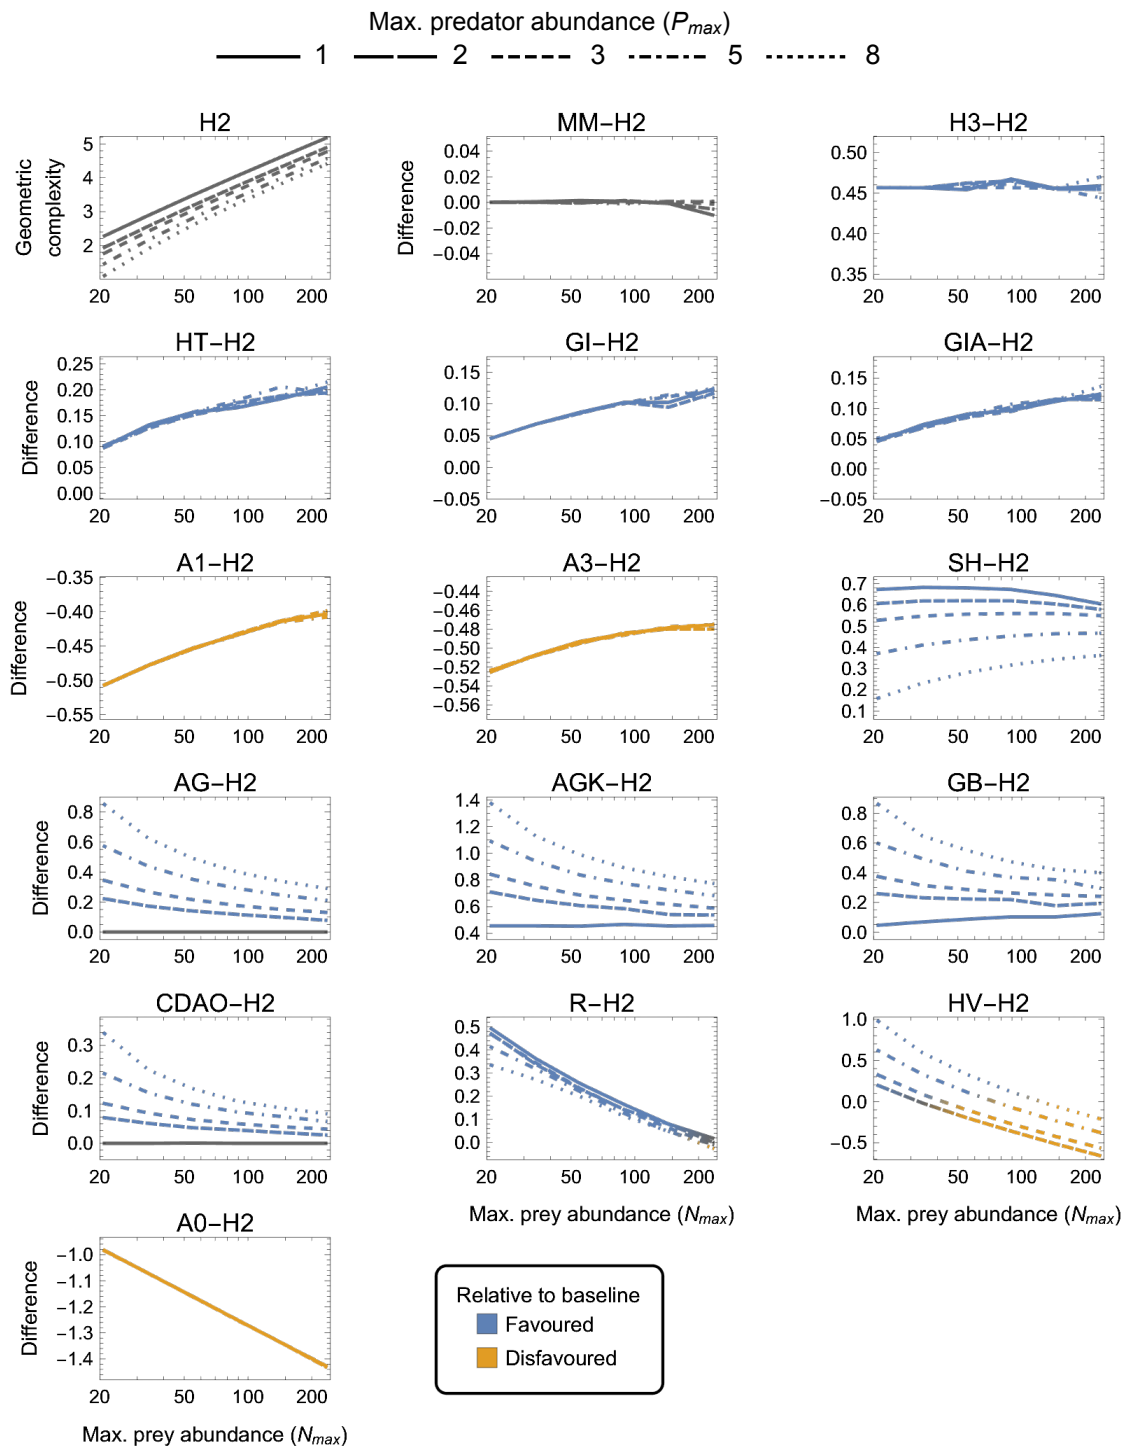 Max. predator abundance (Pmax)
1 2 3 5 8
H2 MM−H2 H3−H2
Geometric complexity
5
4
3
2
20 50 100 200
Difference
0.04
0.02
0.00
−0.02
−0.04
20 50 100 200
0.50
0.45
0.40
0.35
20 50 100 200
HT−H2 GI−H2 GIA−H2
Difference
0.25
0.20
0.15
0.10
0.05
0.00
20 50 100 200
0.15
0.10
0.05
0.00
−0.05
20 50 100 200
0.15
0.10
0.05
0.00
−0.05
20 50 100 200
A1−H2 A3−H2 SH−H2
Difference
−0.35
−0.40
−0.45
−0.50
−0.55
20 50 100 200
−0.44
−0.46
−0.48
−0.50
−0.52
−0.54
−0.56
20 50 100 200
0.7
0.6
0.5
0.4
0.3
0.2
0.1
20 50 100 200
AG−H2 AGK−H2 GB−H2
Difference
0.8
0.6
0.4
0.2
0.0
20 50 100 200
1.4
1.2
1.0
0.8
0.6
0.4
20 50 100 200
0.8
0.6
0.4
0.2
0.0
20 50 100 200
CDAO−H2 R−H2 HV−H2
Difference
0.3
0.2
0.1
0.0
20 50 100 200
0.5
0.4
0.3
0.2
0.1
0.0
20 50 100 200
Max. prey abundance (Nmax)
1.0
0.5
0.0
−0.5
20 50 100 200
Max. prey abundance (Nmax)
A0−H2
Difference
−1.0
−1.1
−1.2
−1.3
−1.4
20 50 100 200
Max. prey abundance (Nmax)
Relative to baseline
Favoured
Disfavoured